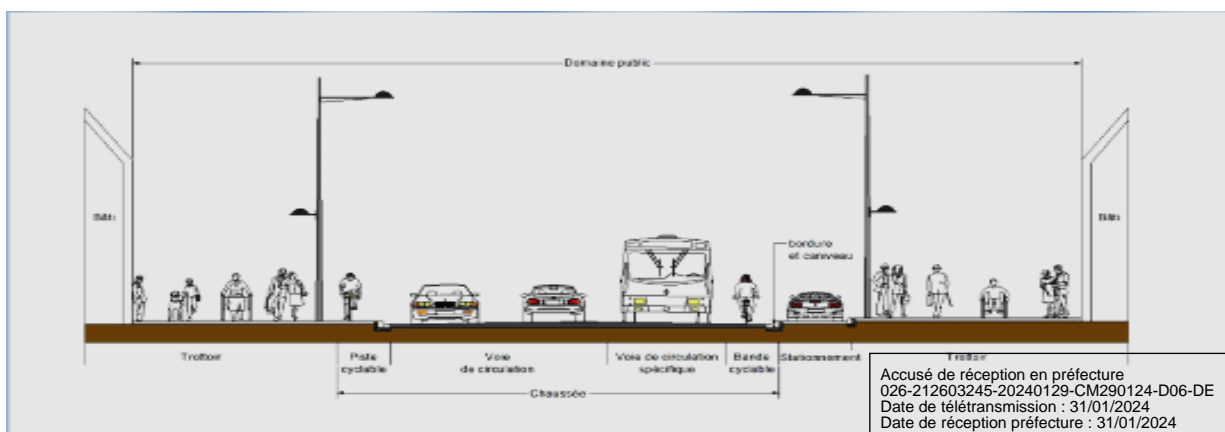 Domaine public
Bâti
Bâti
bordure
et caniveau
Trottoir
Piste
cyclable
Voie
de circulation
Voie de circulation
spécifique
Bande
cyclable
Stationnement
Trottoir
Chaussée
Accusé de réception en préfecture
026-212603245-20240129-CM290124-D06-DE
Date de télétransmission : 31/01/2024
Date de réception préfecture : 31/01/2024